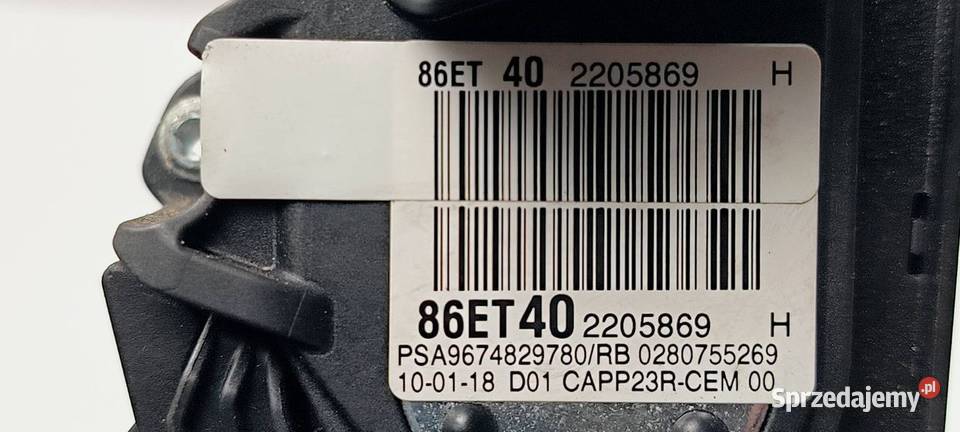 86ET 40 2205869 H
86ET40 2205869 H
PSA9674829780/RB 0280755269
10-01-18 D01 CAPP23R-CEM 00
Sprzedajemy.pl